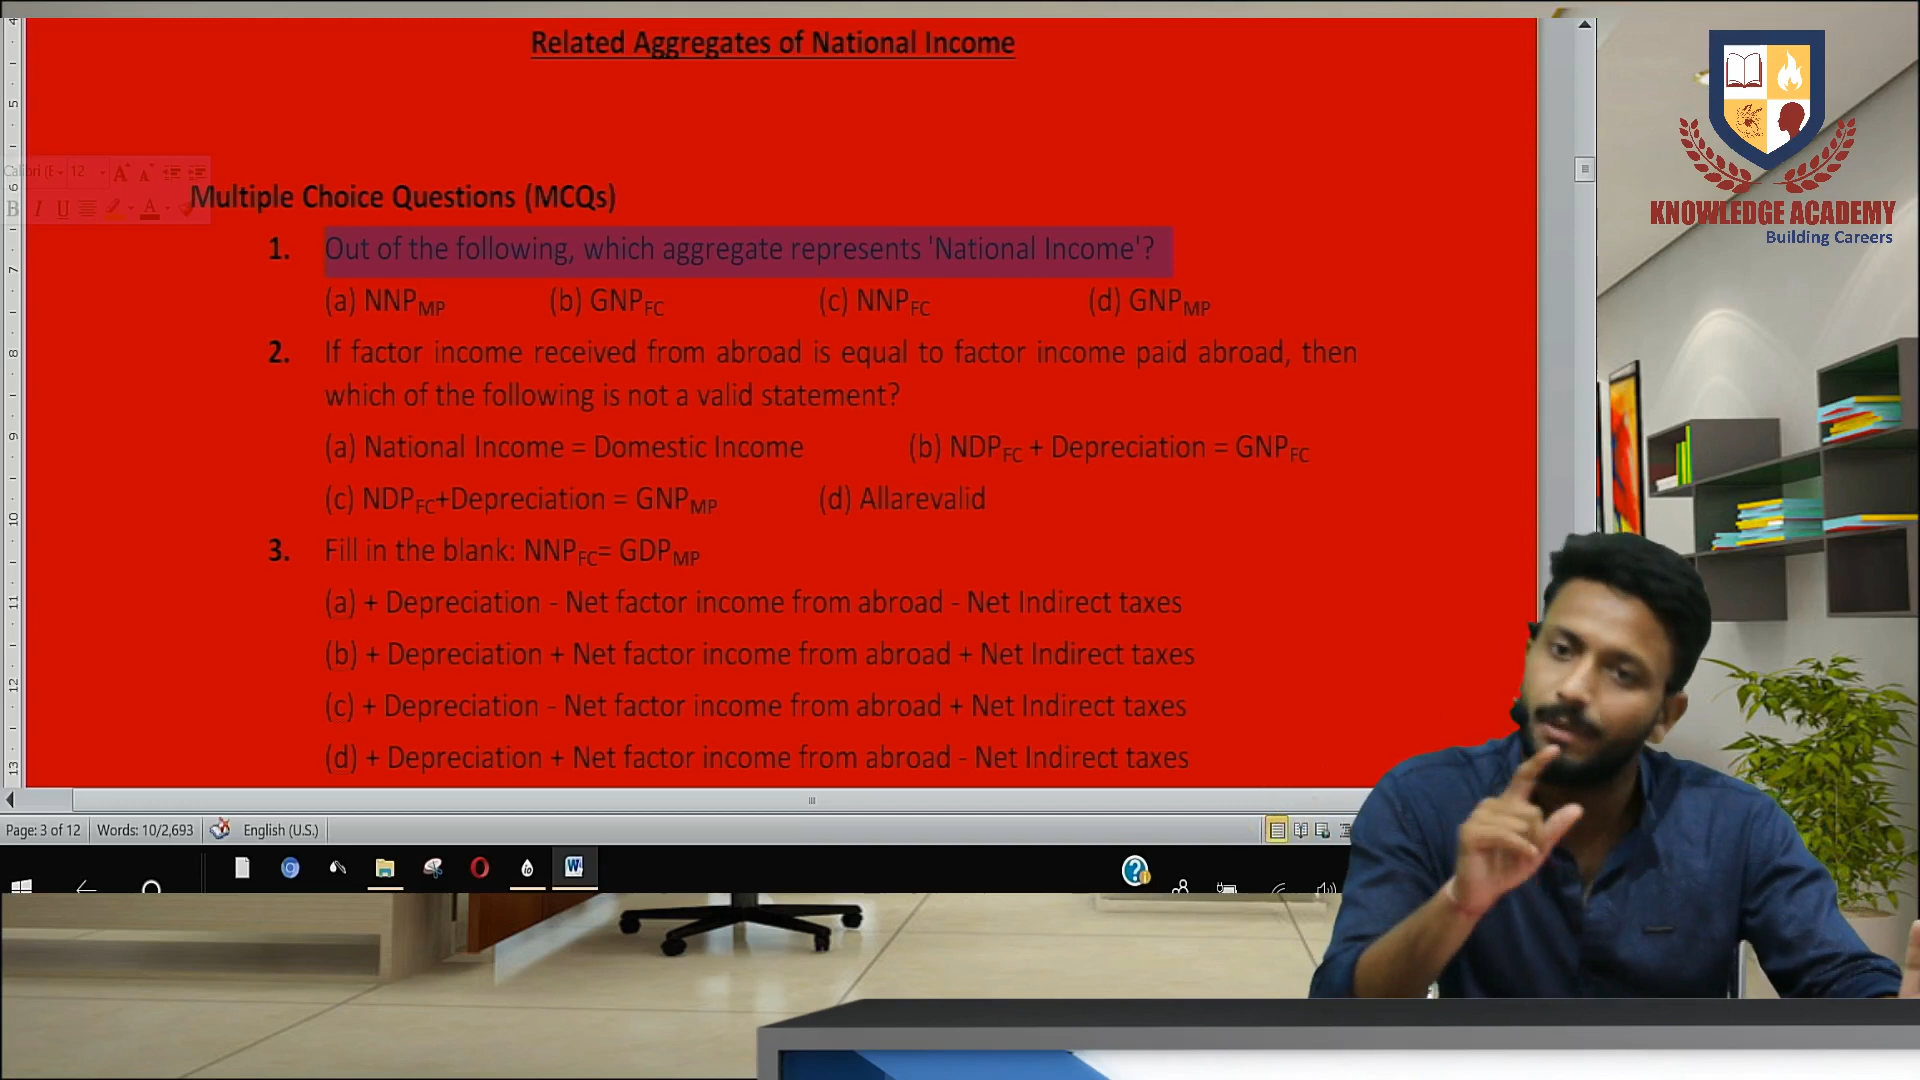 Related Aggregates of National Income
KNOWLEDGE ACADEMY
Building Careers
12
Multiple Choice Questions (MCQs)
1. Out of the following, which aggregate represents 'National Income'?
(a) NNPMP (b) GNPFC (c) NNPFC (d) GNPMP
2. If factor income received from abroad is equal to factor income paid abroad, then
which of the following is not a valid statement?
(a) National Income = Domestic Income (b) NDPFC + Depreciation = GNPFC
(c) NDPFC+Depreciation = GNPMP (d) Allarevalid
3. Fill in the blank: NNPFC= GDPMP
(a) + Depreciation - Net factor income from abroad - Net Indirect taxes
(b) + Depreciation + Net factor income from abroad + Net Indirect taxes
(c) + Depreciation - Net factor income from abroad + Net Indirect taxes
(d) + Depreciation + Net factor income from abroad - Net Indirect taxes
Page: 3 of 12 Words: 10/2,693 English (U.S.)